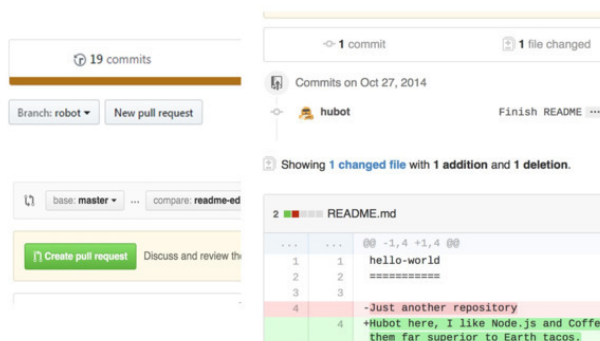 19 commits
Branch: robot
New pull request
base: master ... compare: readme-ed
Create pull request Discuss and review the
1 commit
1 file changed
Commits on Oct 27, 2014
hubot Finish README ...
Showing 1 changed file with 1 addition and 1 deletion.
2 README.md
... ... @@ -1,4 +1,4 @@
1 1 hello-world
2 2 ===========
3 3
4 -Just another repository
4 +Hubot here, I like Node.js and Coffe
them far superior to Earth tacos.